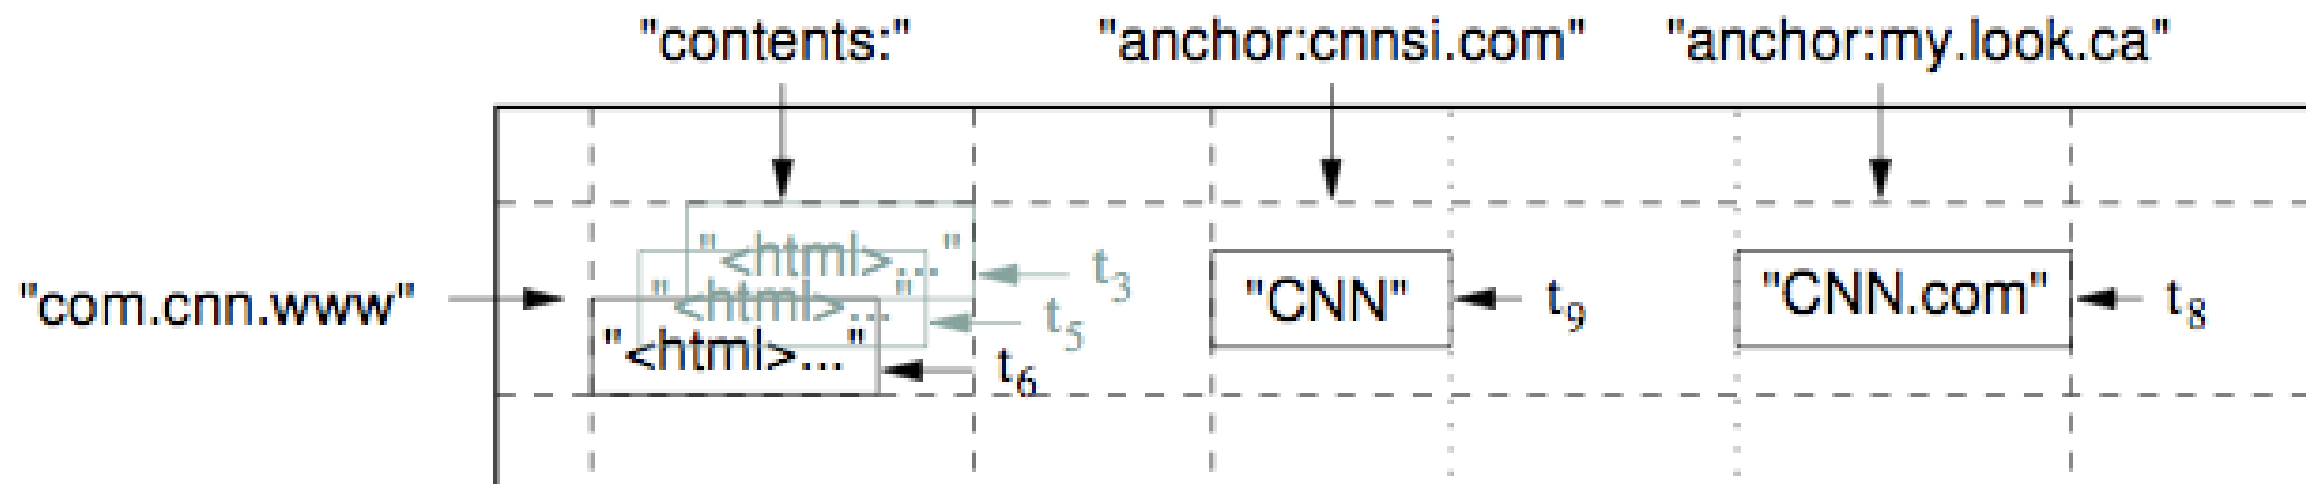 "contents:" "anchor:cnnsi.com" "anchor:my.look.ca"
"<html>..." t3
"<html>..." t5
"<html>..." t6
"com.cnn.www"
"CNN" t9
"CNN.com" t8